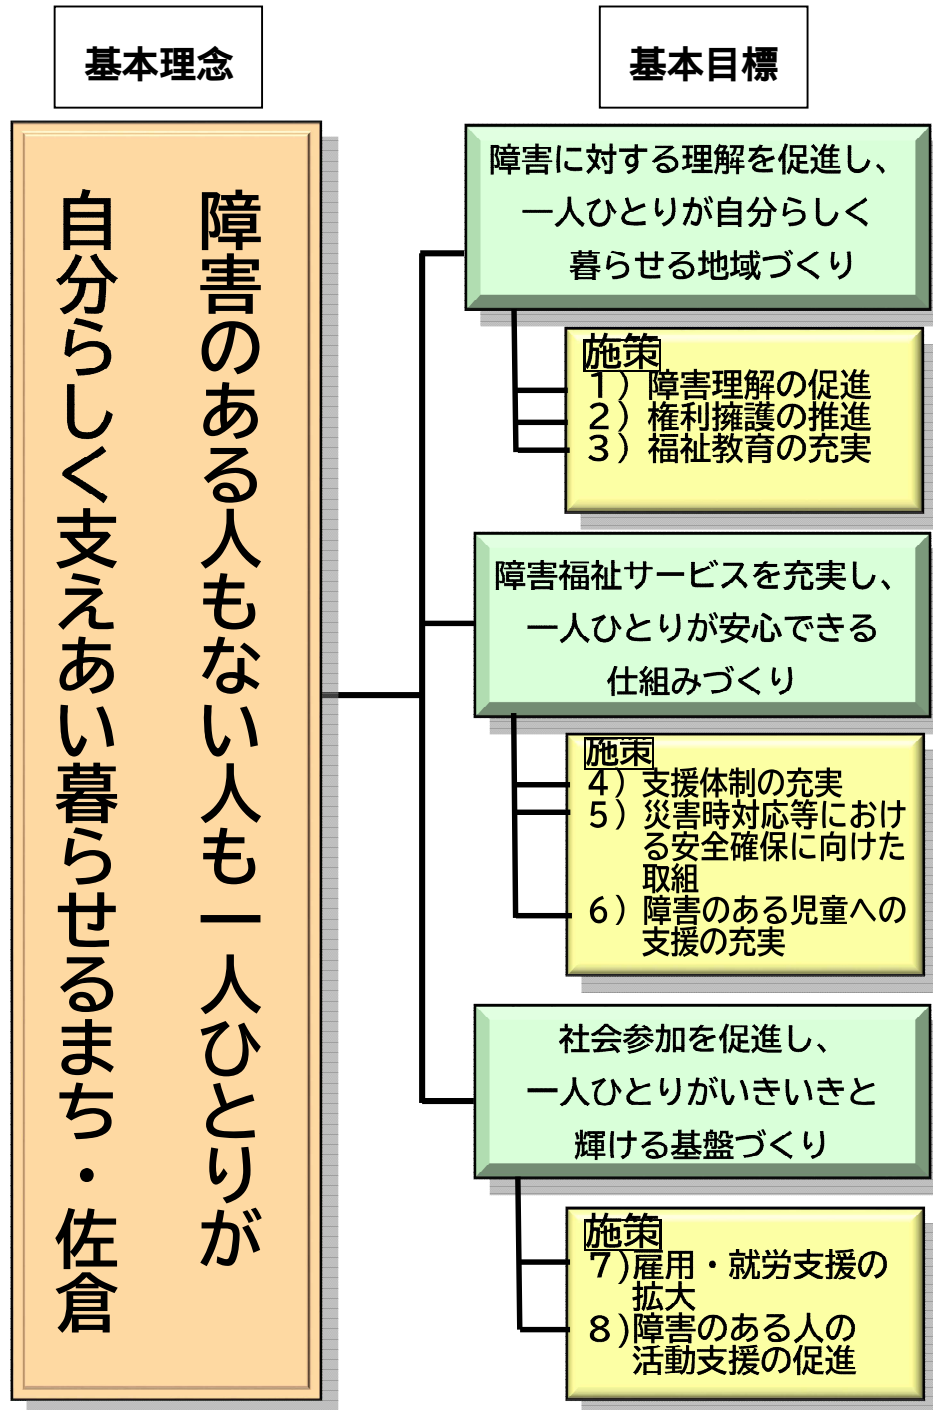 基本理念
障害のある人もない人も一人ひとりが
自分らしく支えあい暮らせるまち・佐倉
基本目標
障害に対する理解を促進し、
一人ひとりが自分らしく
暮らせる地域づくり
施策
１）障害理解の促進
２）権利擁護の推進
３）福祉教育の充実
障害福祉サービスを充実し、
一人ひとりが安心できる
仕組みづくり
施策
４）支援体制の充実
５）災害時対応等におけ
る安全確保に向けた
取組
６）障害のある児童への
支援の充実
社会参加を促進し、
一人ひとりがいきいきと
輝ける基盤づくり
施策
７)雇用・就労支援の
拡大
８)障害のある人の
活動支援の促進